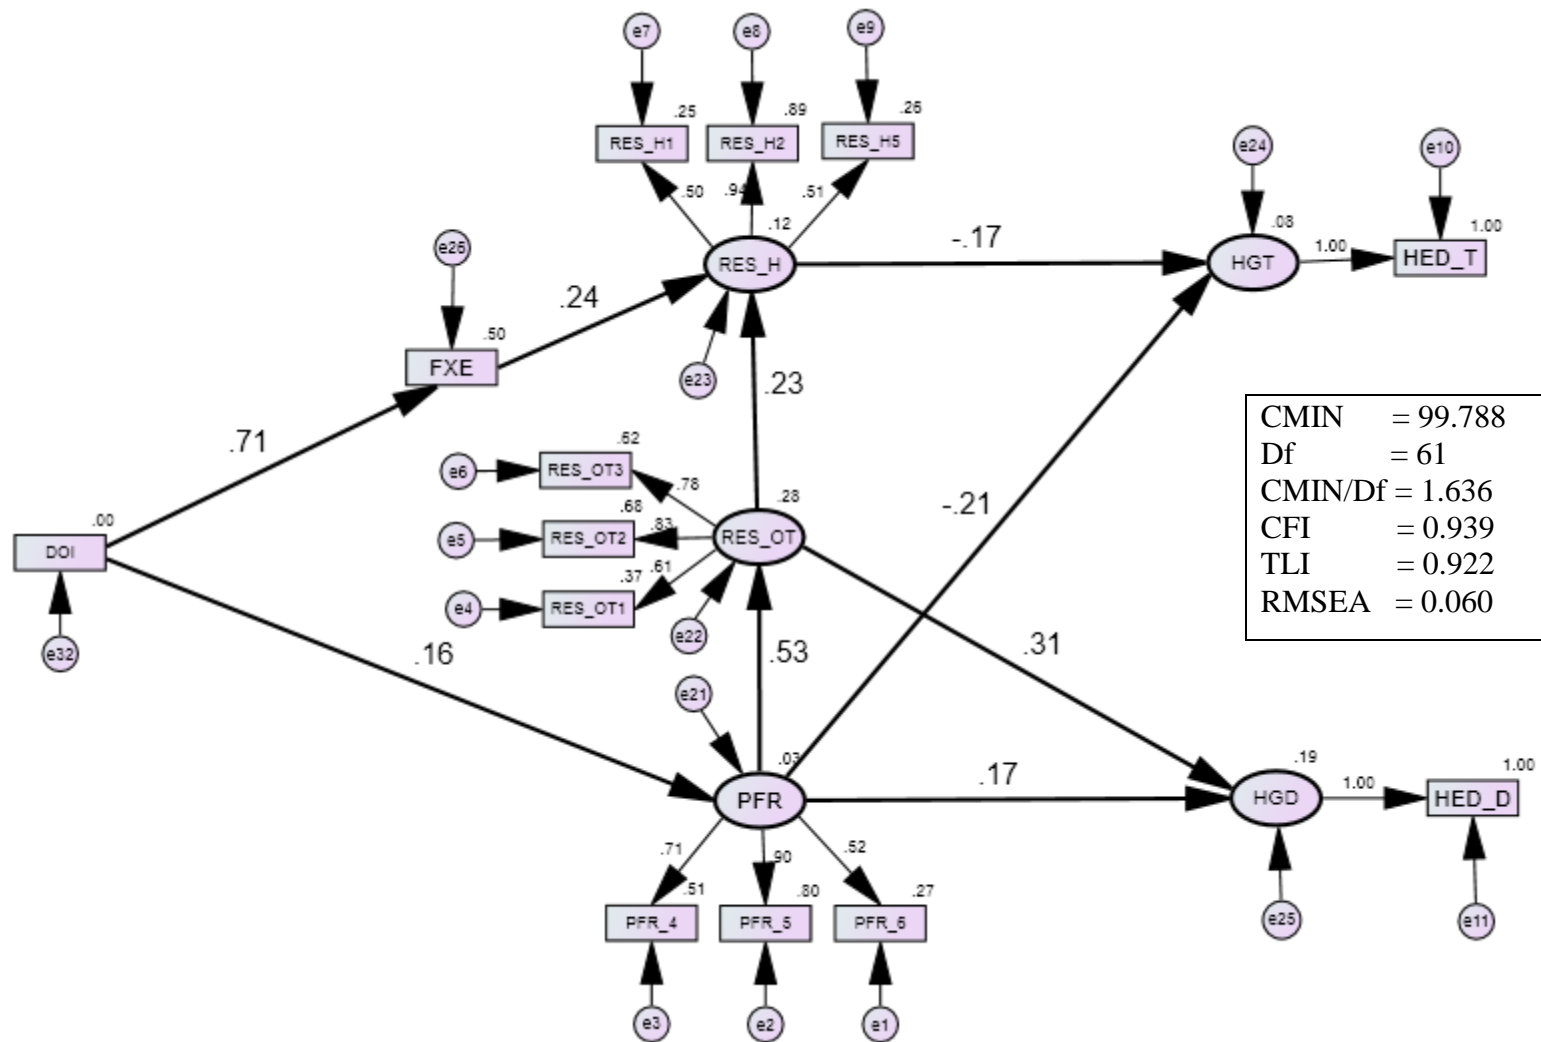 e7
e8
e9
.25
.89
.26
RES_H1
RES_H2
RES_H5
.50
.94
.51
e24
e10
.12
.08
1.00
RES_H
-.17
HGT
1.00
HED_T
e26
.24
.50
FXE
e23
.23
.71
CMIN = 99.788
Df = 61
CMIN/Df = 1.636
CFI = 0.939
TLI = 0.922
RMSEA = 0.060
.62
e6
RES_OT3
.78
.28
-.21
.68
e5
RES_OT2
.83
RES_OT
.00
DOI
.61
.37
e4
RES_OT1
e22
e32
.16
.53
.31
e21
.03
.17
.19
1.00
PFR
HGD
1.00
HED_D
.71
.90
.52
.51
.80
.27
PFR_4
PFR_5
PFR_6
e25
e11
e3
e2
e1